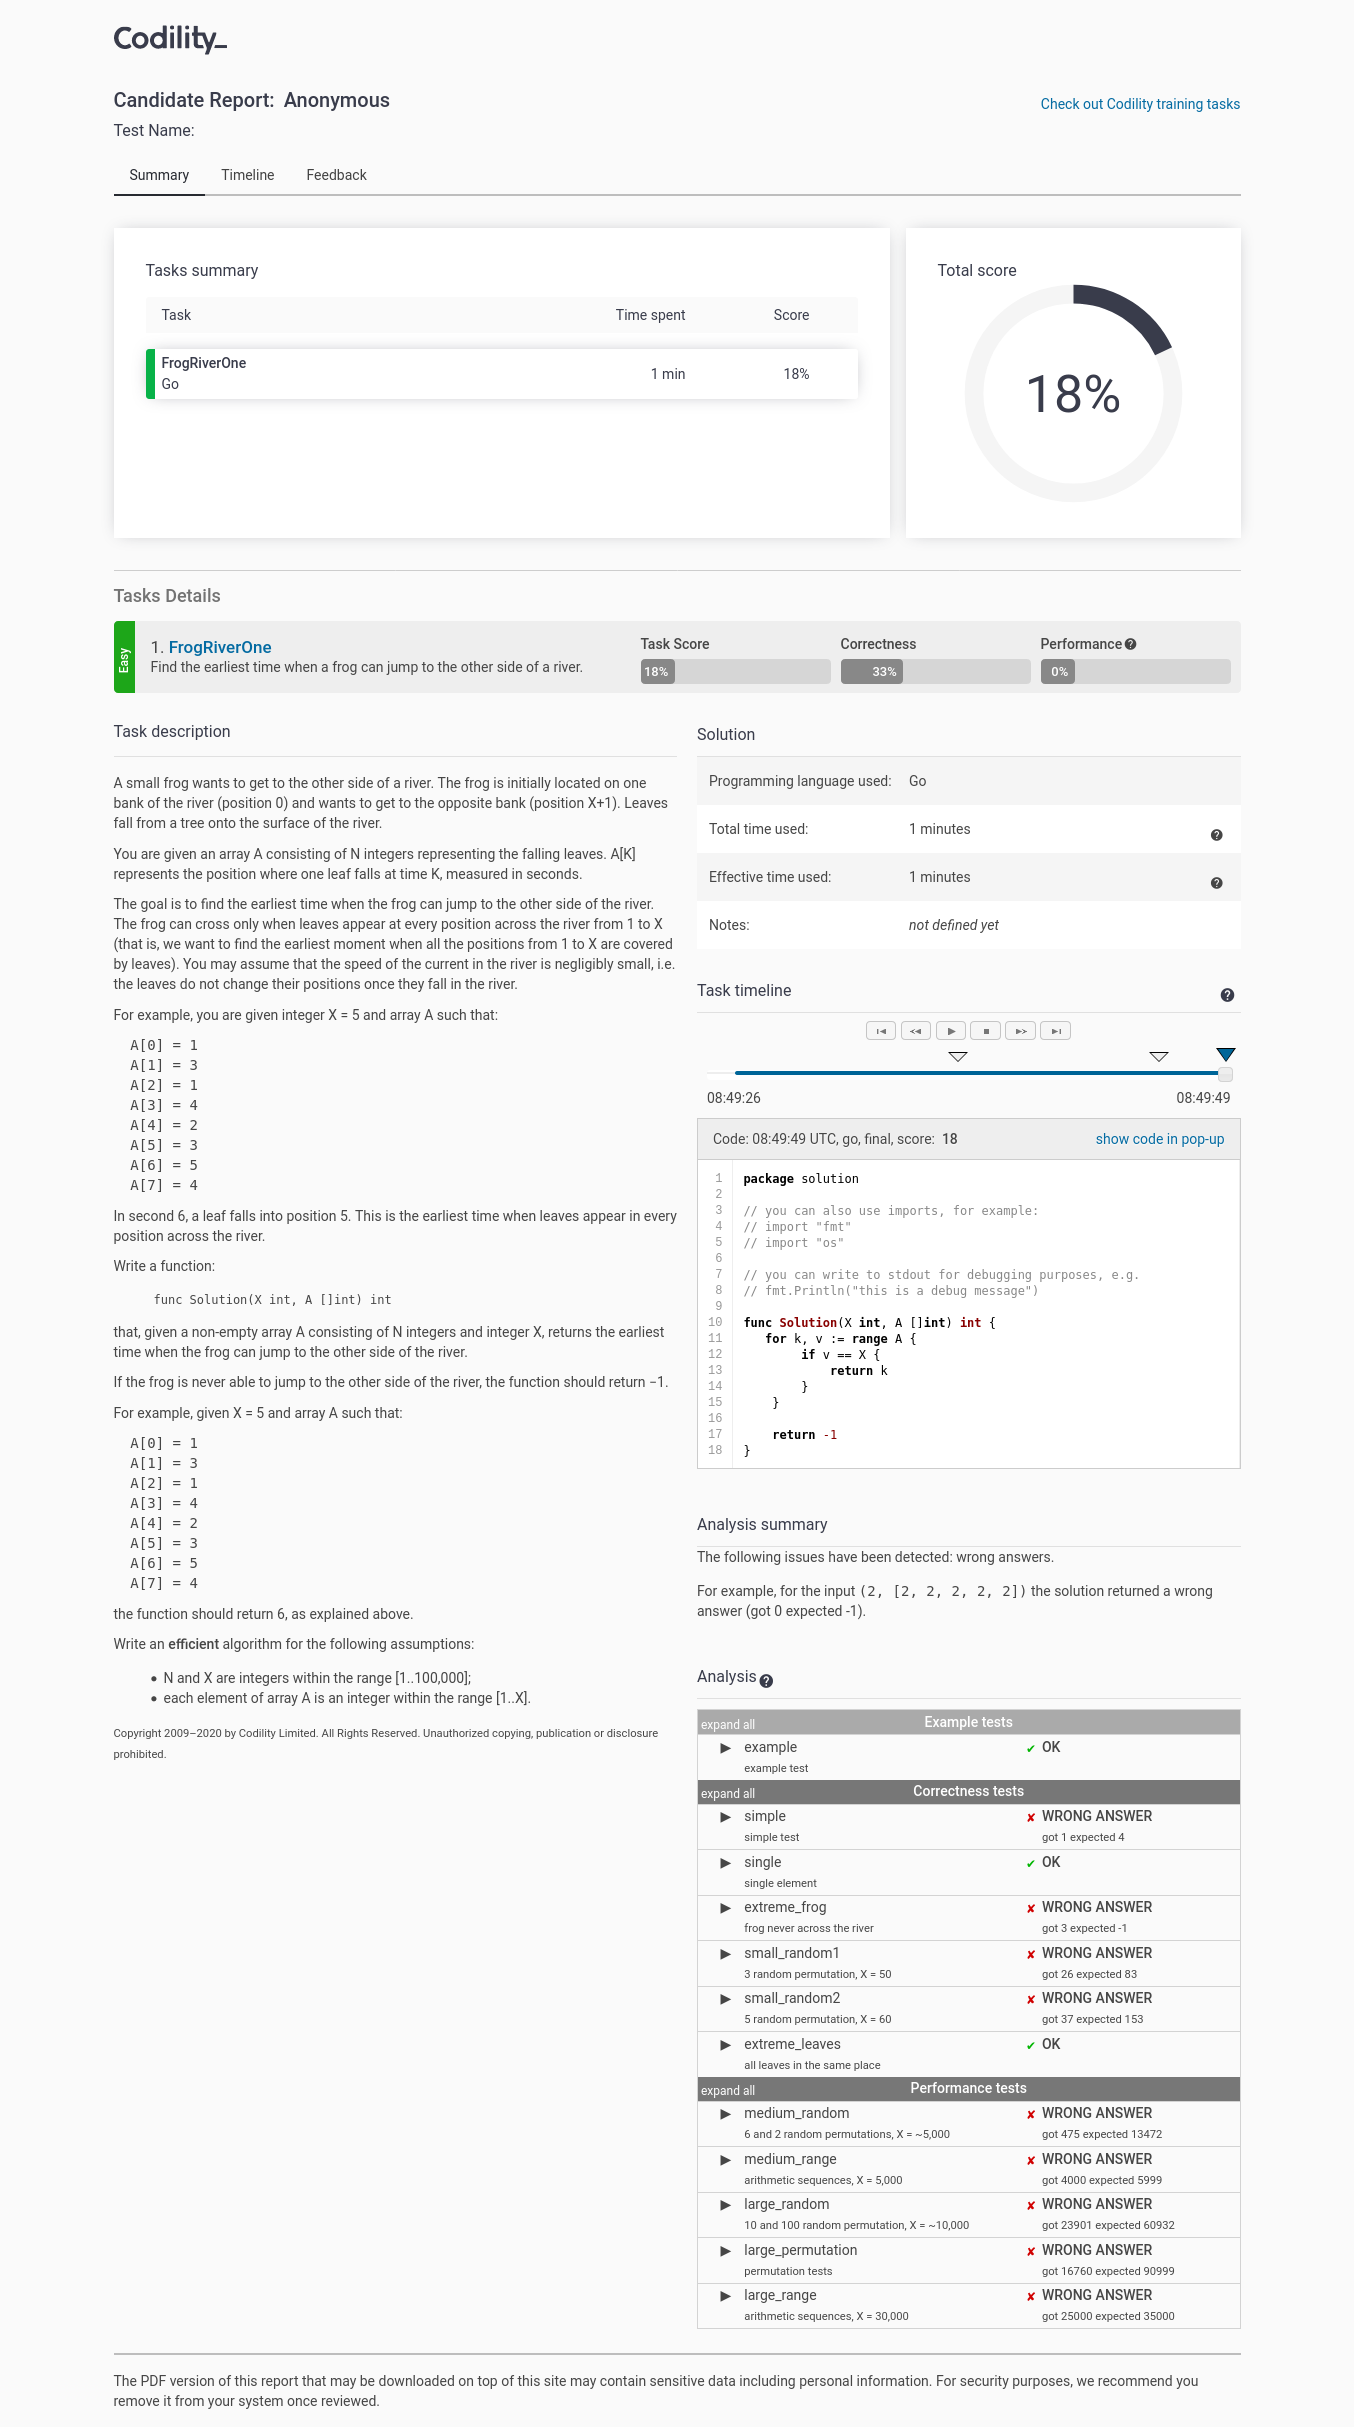 Codility_
Candidate Report: Anonymous
Check out Codility training tasks
Test Name:
Summary Timeline Feedback
Tasks summary
Task Time spent Score
FrogRiverOne
Go
1 min 18%
Total score
18%
Tasks Details
Easy
1. FrogRiverOne
Find the earliest time when a frog can jump to the other side of a river.
Task Score
18%
Correctness
33%
Performance
0%
Task description
A small frog wants to get to the other side of a river. The frog is initially located on one
bank of the river (position 0) and wants to get to the opposite bank (position X+1). Leaves
fall from a tree onto the surface of the river.
You are given an array A consisting of N integers representing the falling leaves. A[K]
represents the position where one leaf falls at time K, measured in seconds.
The goal is to find the earliest time when the frog can jump to the other side of the river.
The frog can cross only when leaves appear at every position across the river from 1 to X
(that is, we want to find the earliest moment when all the positions from 1 to X are covered
by leaves). You may assume that the speed of the current in the river is negligibly small, i.e.
the leaves do not change their positions once they fall in the river.
For example, you are given integer X = 5 and array A such that:
A[0] = 1
A[1] = 3
A[2] = 1
A[3] = 4
A[4] = 2
A[5] = 3
A[6] = 5
A[7] = 4
In second 6, a leaf falls into position 5. This is the earliest time when leaves appear in every
position across the river.
Write a function:
func Solution(X int, A []int) int
that, given a non-empty array A consisting of N integers and integer X, returns the earliest
time when the frog can jump to the other side of the river.
If the frog is never able to jump to the other side of the river, the function should return −1.
For example, given X = 5 and array A such that:
A[0] = 1
A[1] = 3
A[2] = 1
A[3] = 4
A[4] = 2
A[5] = 3
A[6] = 5
A[7] = 4
the function should return 6, as explained above.
Write an efficient algorithm for the following assumptions:
• N and X are integers within the range [1..100,000];
• each element of array A is an integer within the range [1..X].
Copyright 2009–2020 by Codility Limited. All Rights Reserved. Unauthorized copying, publication or disclosure
prohibited.
Solution
Programming language used: Go
Total time used: 1 minutes
Effective time used: 1 minutes
Notes: not defined yet
Task timeline
08:49:26 08:49:49
Code: 08:49:49 UTC, go, final, score: 18
show code in pop-up
1 package solution
2
3 // you can also use imports, for example:
4 // import "fmt"
5 // import "os"
6
7 // you can write to stdout for debugging purposes, e.g.
8 // fmt.Println("this is a debug message")
9
10 func Solution(X int, A []int) int {
11 for k, v := range A {
12 if v == X {
13 return k
14 }
15 }
16
17 return -1
18 }
Analysis summary
The following issues have been detected: wrong answers.
For example, for the input (2, [2, 2, 2, 2, 2]) the solution returned a wrong
answer (got 0 expected -1).
Analysis
expand all Example tests
▶ example ✔ OK
example test
expand all Correctness tests
▶ simple ✘ WRONG ANSWER
simple test got 1 expected 4
▶ single ✔ OK
single element
▶ extreme_frog ✘ WRONG ANSWER
frog never across the river got 3 expected -1
▶ small_random1 ✘ WRONG ANSWER
3 random permutation, X = 50 got 26 expected 83
▶ small_random2 ✘ WRONG ANSWER
5 random permutation, X = 60 got 37 expected 153
▶ extreme_leaves ✔ OK
all leaves in the same place
expand all Performance tests
▶ medium_random ✘ WRONG ANSWER
6 and 2 random permutations, X = ~5,000 got 475 expected 13472
▶ medium_range ✘ WRONG ANSWER
arithmetic sequences, X = 5,000 got 4000 expected 5999
▶ large_random ✘ WRONG ANSWER
10 and 100 random permutation, X = ~10,000 got 23901 expected 60932
▶ large_permutation ✘ WRONG ANSWER
permutation tests got 16760 expected 90999
▶ large_range ✘ WRONG ANSWER
arithmetic sequences, X = 30,000 got 25000 expected 35000
The PDF version of this report that may be downloaded on top of this site may contain sensitive data including personal information. For security purposes, we recommend you
remove it from your system once reviewed.